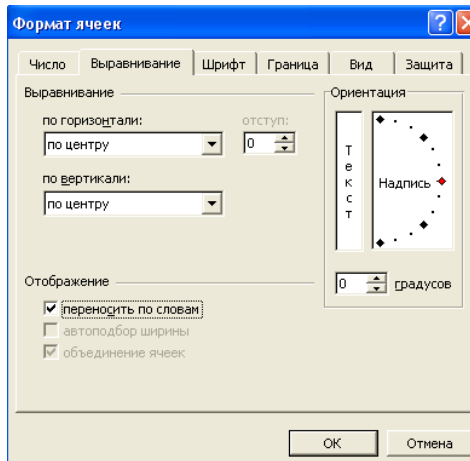 Формат ячеек
Число Выравнивание Шрифт Граница Вид Защита
Выравнивание
по горизонтали: отступ:
по центру 0
по вертикали:
по центру
Отображение
переносить по словам
автоподбор ширины
объединение ячеек
Ориентация
Текст
Надпись
0 градусов
ОК Отмена